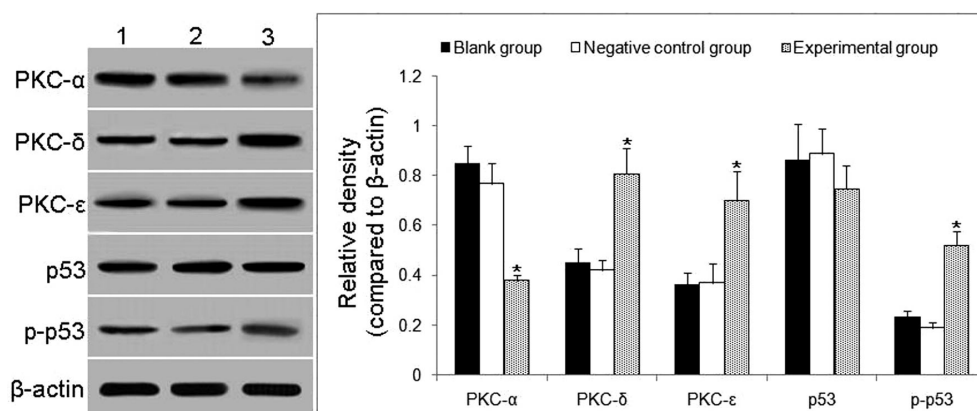 1 2 3
PKC-α
PKC-δ
PKC-ε
p53
p-p53
β-actin
Blank group Negative control group Experimental group
Relative density
(compared to β-actin)
1.2
1
0.8
0.6
0.4
0.2
0
* * * *
PKC-α PKC-δ PKC-ε p53 p-p53